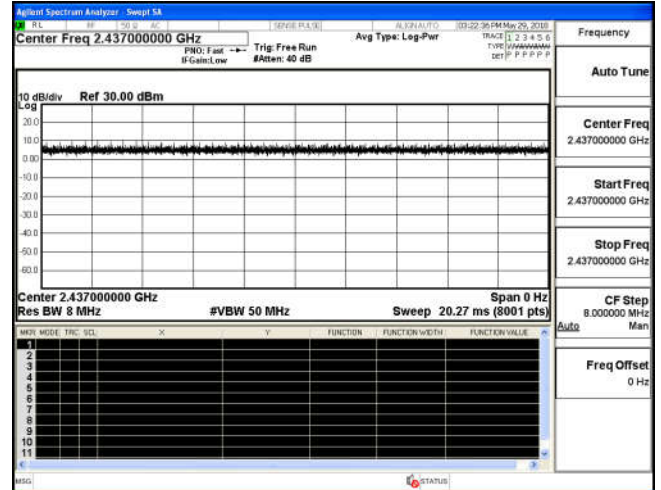 Agilent Spectrum Analyzer - Swept SA
RL RF 50 Ω AC SENSE:PULSE ALIGNAUTO 03:22:36 PM May 29, 2018
Center Freq 2.437000000 GHz
PNO: Fast Trig: Free Run
IFGain:Low #Atten: 40 dB
Avg Type: Log-Pwr
TRACE 1 2 3 4 5 6
TYPE
DET P P P P P P
10 dB/div Ref 30.00 dBm
Log
20.0
10.0
0.00
-10.0
-20.0
-30.0
-40.0
-50.0
-60.0
Center 2.437000000 GHz Span 0 Hz
Res BW 8 MHz #VBW 50 MHz Sweep 20.27 ms (8001 pts)
MKR MODE TRC SCL X Y FUNCTION FUNCTION WIDTH FUNCTION VALUE
1
2
3
4
5
6
7
8
9
10
11
MSG STATUS
Frequency
Auto Tune
Center Freq
2.437000000 GHz
Start Freq
2.437000000 GHz
Stop Freq
2.437000000 GHz
CF Step
8.000000 MHz
Auto Man
Freq Offset
0 Hz